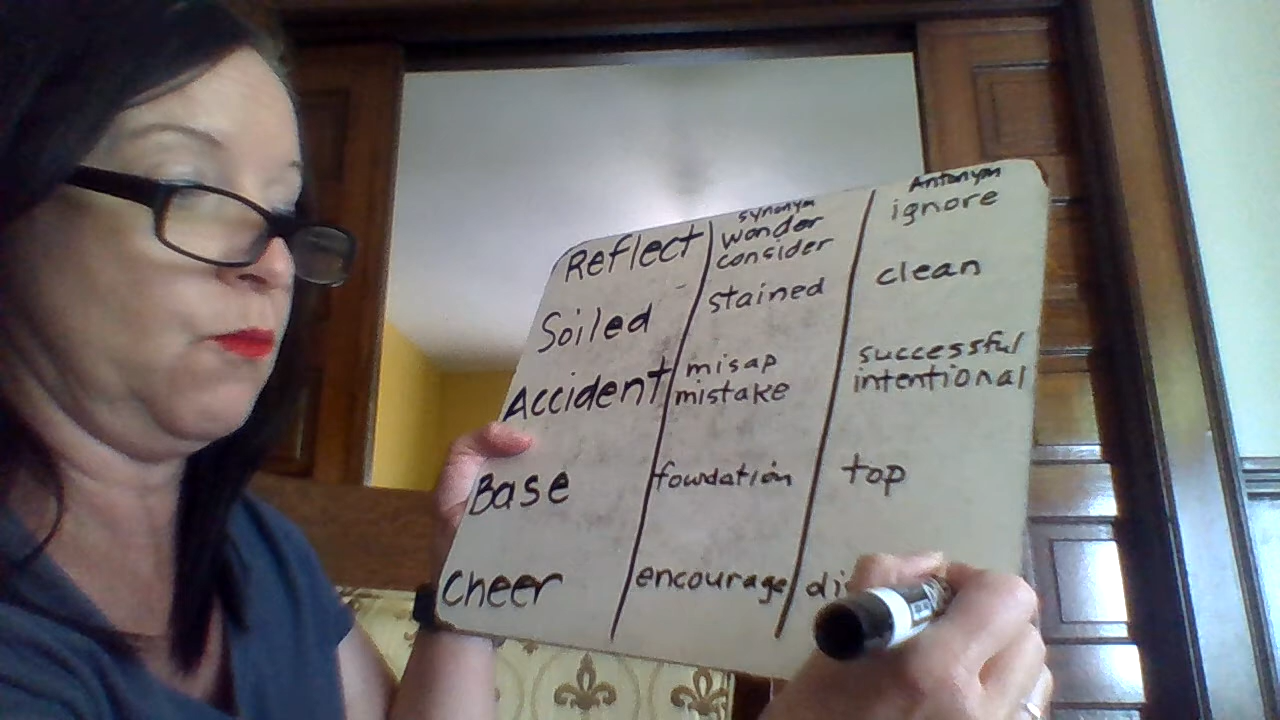 Synonym Antonym
Reflect wonder ignore
consider
Soiled stained clean
Accident misap successful
mistake intentional
Base foundation top
Cheer encourage di